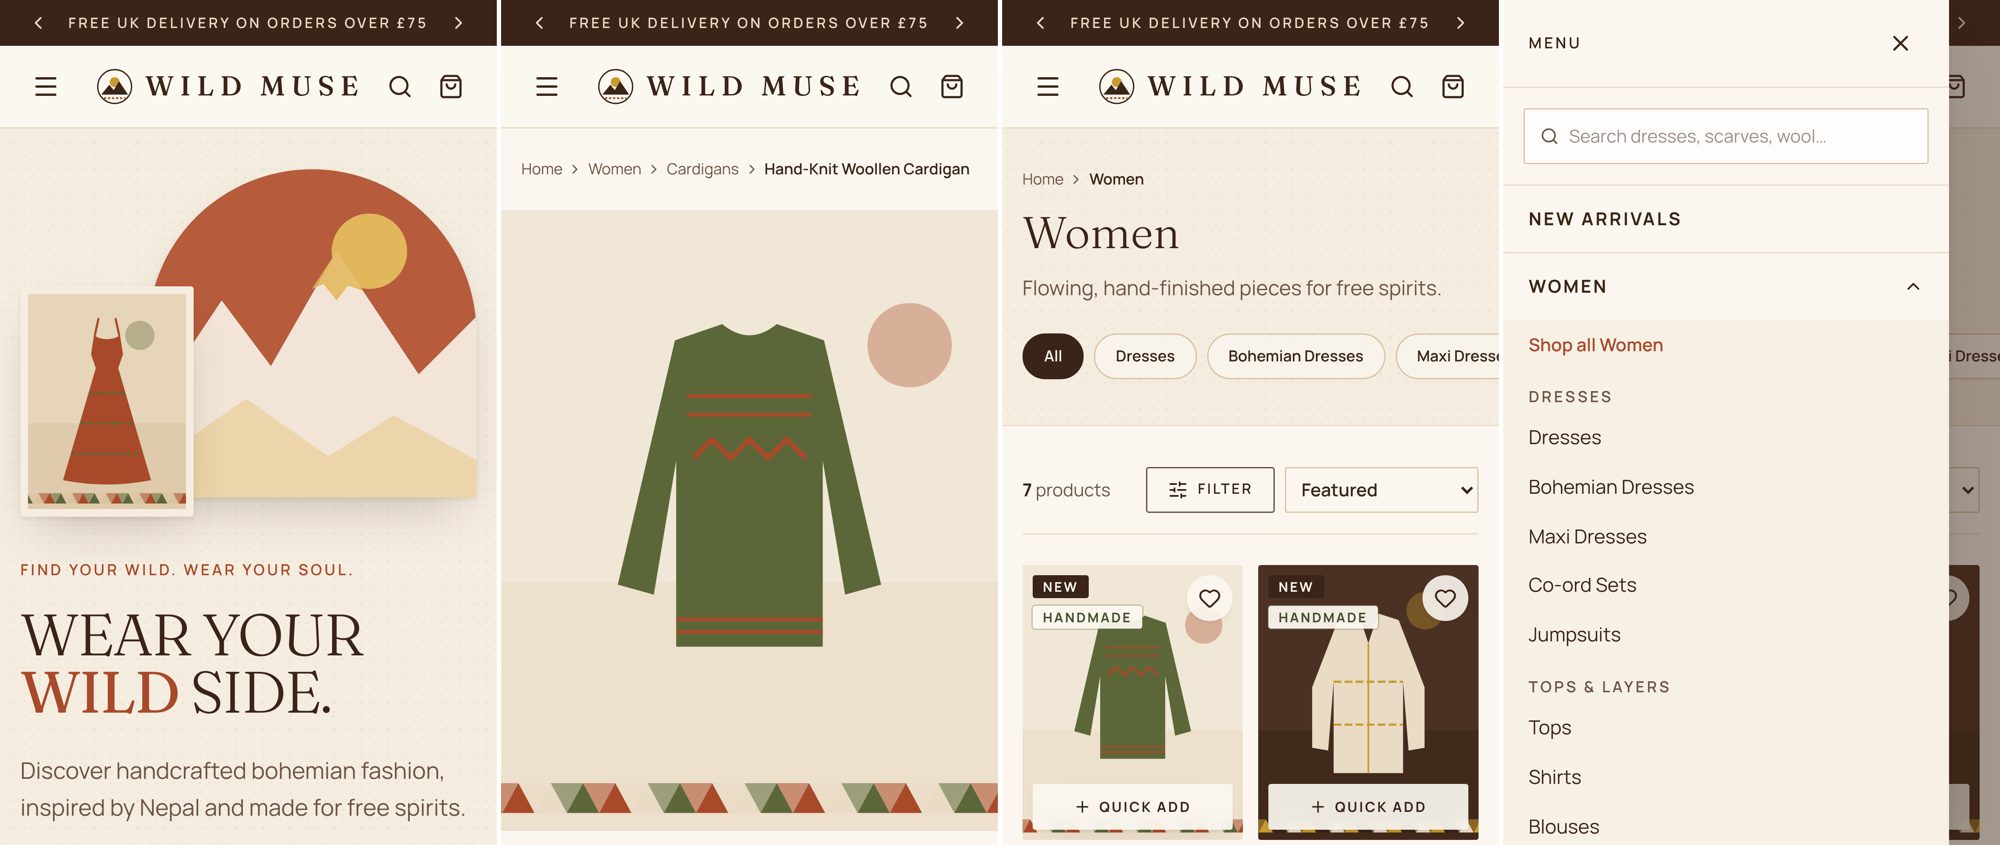 FREE UK DELIVERY ON ORDERS OVER £75
WILD MUSE
FIND YOUR WILD. WEAR YOUR SOUL.
WEAR YOUR
WILD SIDE.
Discover handcrafted bohemian fashion,
inspired by Nepal and made for free spirits.
FREE UK DELIVERY ON ORDERS OVER £75
WILD MUSE
Home > Women > Cardigans > Hand-Knit Woollen Cardigan
FREE UK DELIVERY ON ORDERS OVER £75
WILD MUSE
Home > Women
Women
Flowing, hand-finished pieces for free spirits.
All Dresses Bohemian Dresses Maxi Dresse
7 products FILTER Featured
NEW NEW
HANDMADE HANDMADE
+ QUICK ADD + QUICK ADD
MENU
Search dresses, scarves, wool...
NEW ARRIVALS
WOMEN
Shop all Women
i Dresse
DRESSES
Dresses
Bohemian Dresses
Maxi Dresses
Co-ord Sets
Jumpsuits
TOPS & LAYERS
Tops
Shirts
Blouses